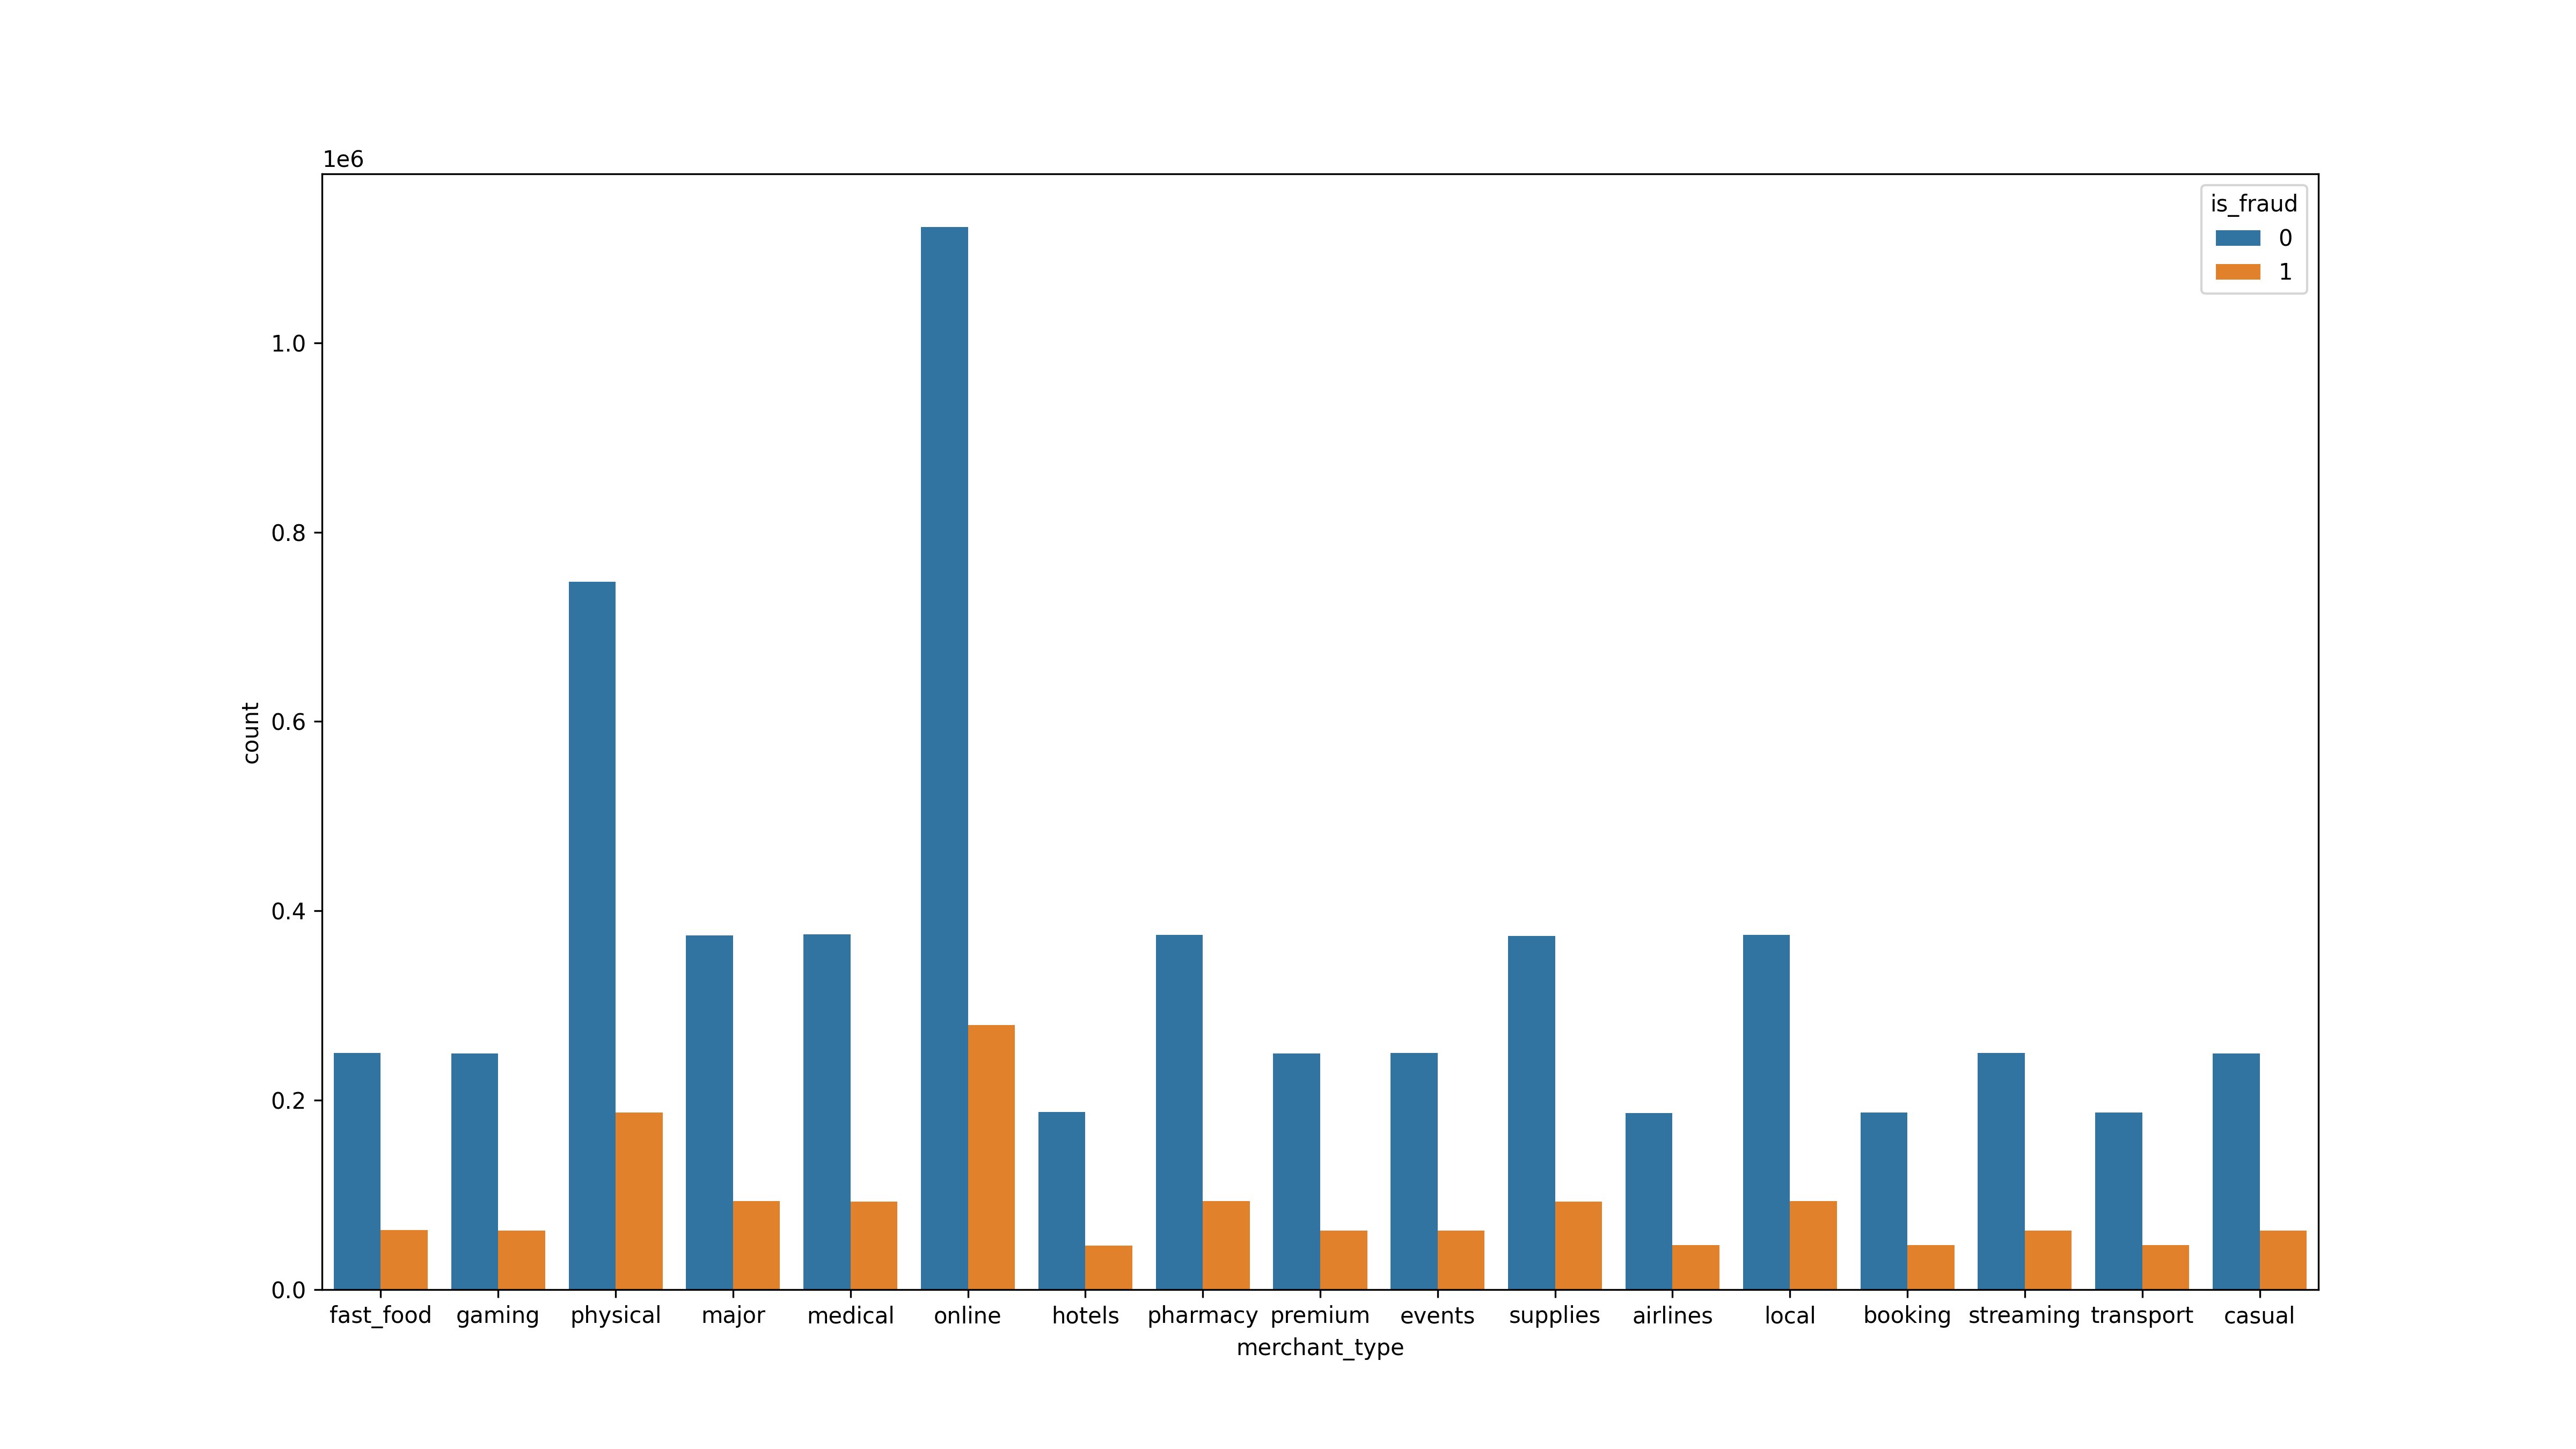 1e6
is_fraud
0
1
1.0
0.8
0.6
0.4
0.2
0.0
count
fast_food gaming physical major medical online hotels pharmacy premium events supplies airlines local booking streaming transport casual
merchant_type